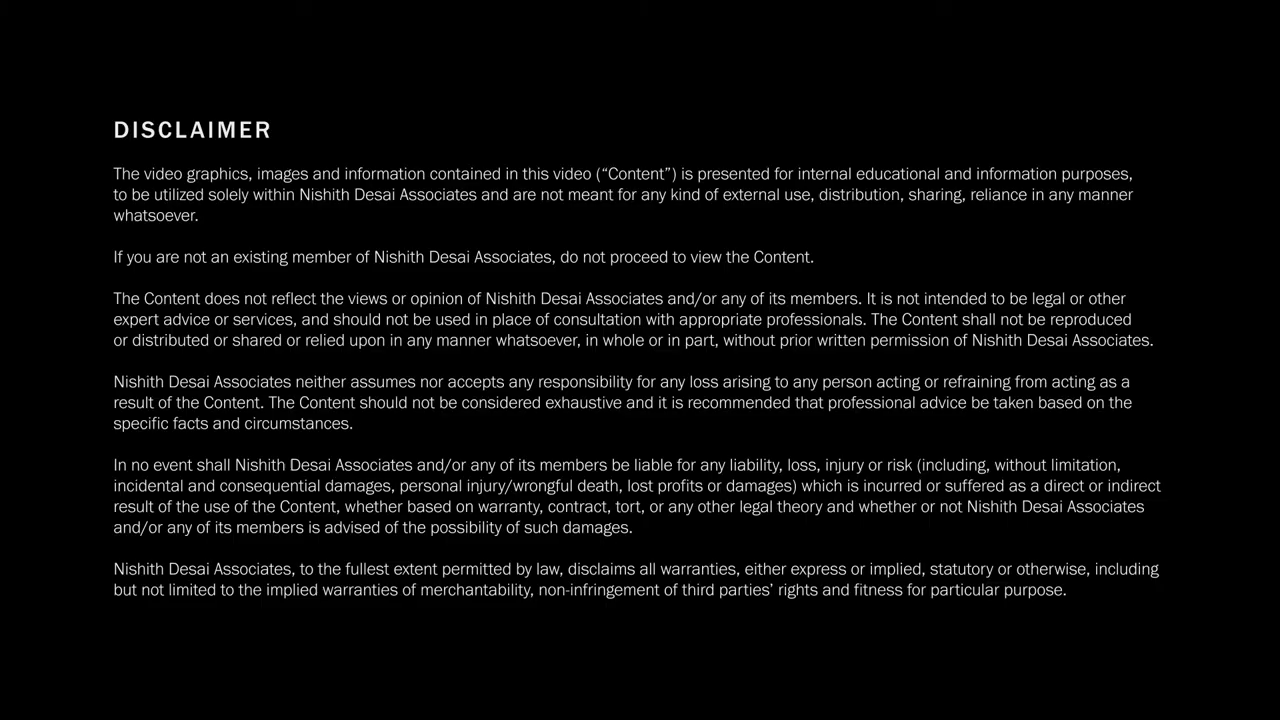 DISCLAIMER
The video graphics, images and information contained in this video (“Content”) is presented for internal educational and information purposes,
to be utilized solely within Nishith Desai Associates and are not meant for any kind of external use, distribution, sharing, reliance in any manner
whatsoever.
If you are not an existing member of Nishith Desai Associates, do not proceed to view the Content.
The Content does not reflect the views or opinion of Nishith Desai Associates and/or any of its members. It is not intended to be legal or other
expert advice or services, and should not be used in place of consultation with appropriate professionals. The Content shall not be reproduced
or distributed or shared or relied upon in any manner whatsoever, in whole or in part, without prior written permission of Nishith Desai Associates.
Nishith Desai Associates neither assumes nor accepts any responsibility for any loss arising to any person acting or refraining from acting as a
result of the Content. The Content should not be considered exhaustive and it is recommended that professional advice be taken based on the
specific facts and circumstances.
In no event shall Nishith Desai Associates and/or any of its members be liable for any liability, loss, injury or risk (including, without limitation,
incidental and consequential damages, personal injury/wrongful death, lost profits or damages) which is incurred or suffered as a direct or indirect
result of the use of the Content, whether based on warranty, contract, tort, or any other legal theory and whether or not Nishith Desai Associates
and/or any of its members is advised of the possibility of such damages.
Nishith Desai Associates, to the fullest extent permitted by law, disclaims all warranties, either express or implied, statutory or otherwise, including
but not limited to the implied warranties of merchantability, non-infringement of third parties’ rights and fitness for particular purpose.